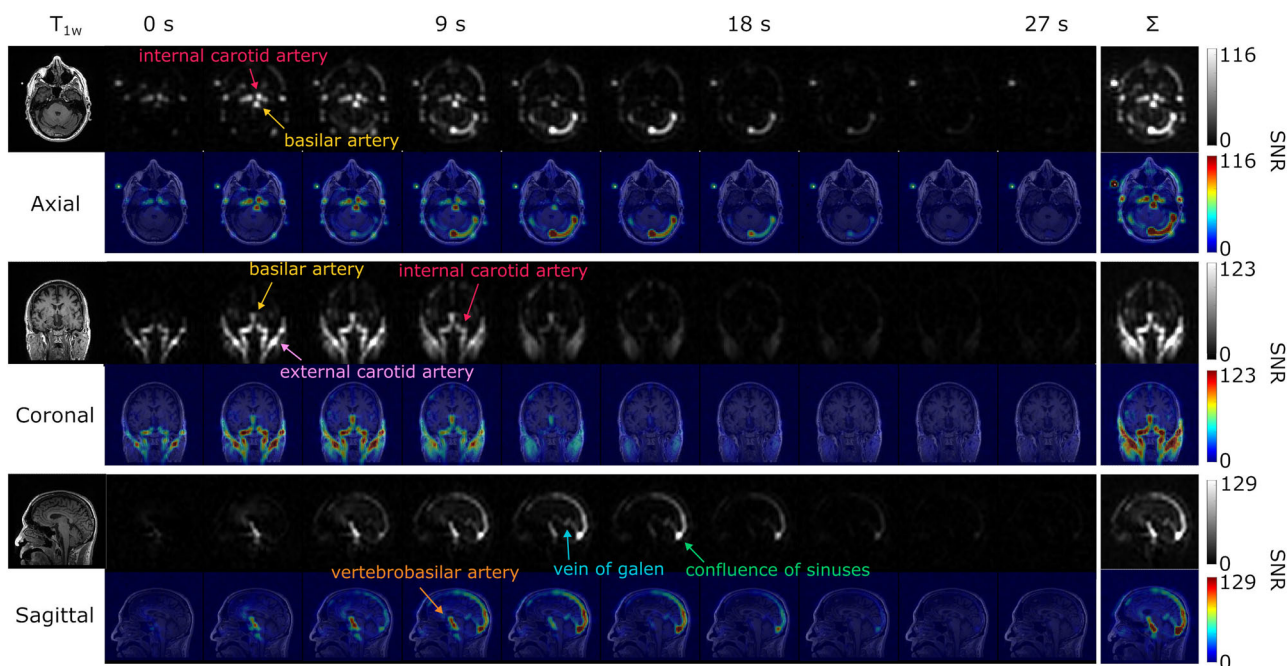 T1w 0 s 9 s 18 s 27 s Σ
internal carotid artery
basilar artery
116
0
SNR
Axial
116
0
basilar artery
internal carotid artery
external carotid artery
123
0
SNR
Coronal
123
0
129
0
SNR
vein of galen
confluence of sinuses
vertebrobasilar artery
Sagittal
129
0